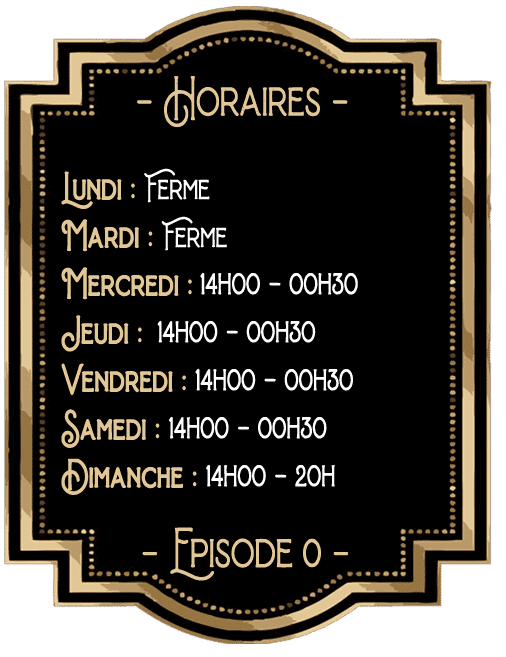 - Horaires -
Lundi : Ferme
Mardi : Ferme
Mercredi : 14h00 - 00h30
Jeudi : 14h00 - 00h30
Vendredi : 14h00 - 00h30
Samedi : 14h00 - 00h30
Dimanche : 14h00 - 20h
- Episode 0 -